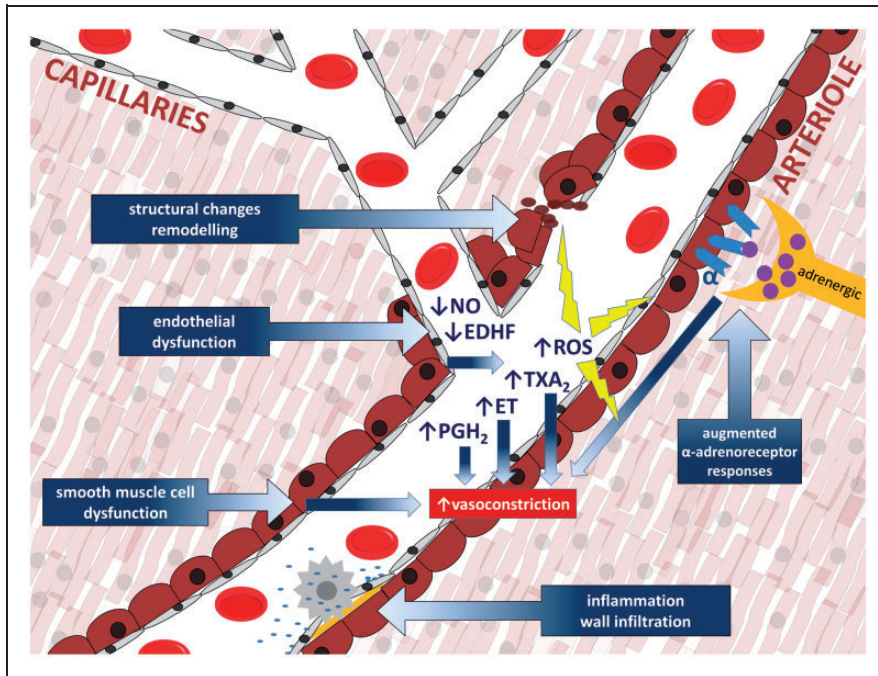 CAPILLARIES
ARTERIOLE
structural changes
remodelling
α
adrenergic
endothelial
dysfunction
↓NO
↓EDHF
↑ROS
↑TXA₂
↑ET
↑PGH₂
augmented
α-adrenoreceptor
responses
smooth muscle cell
dysfunction
↑vasoconstriction
inflammation
wall infiltration